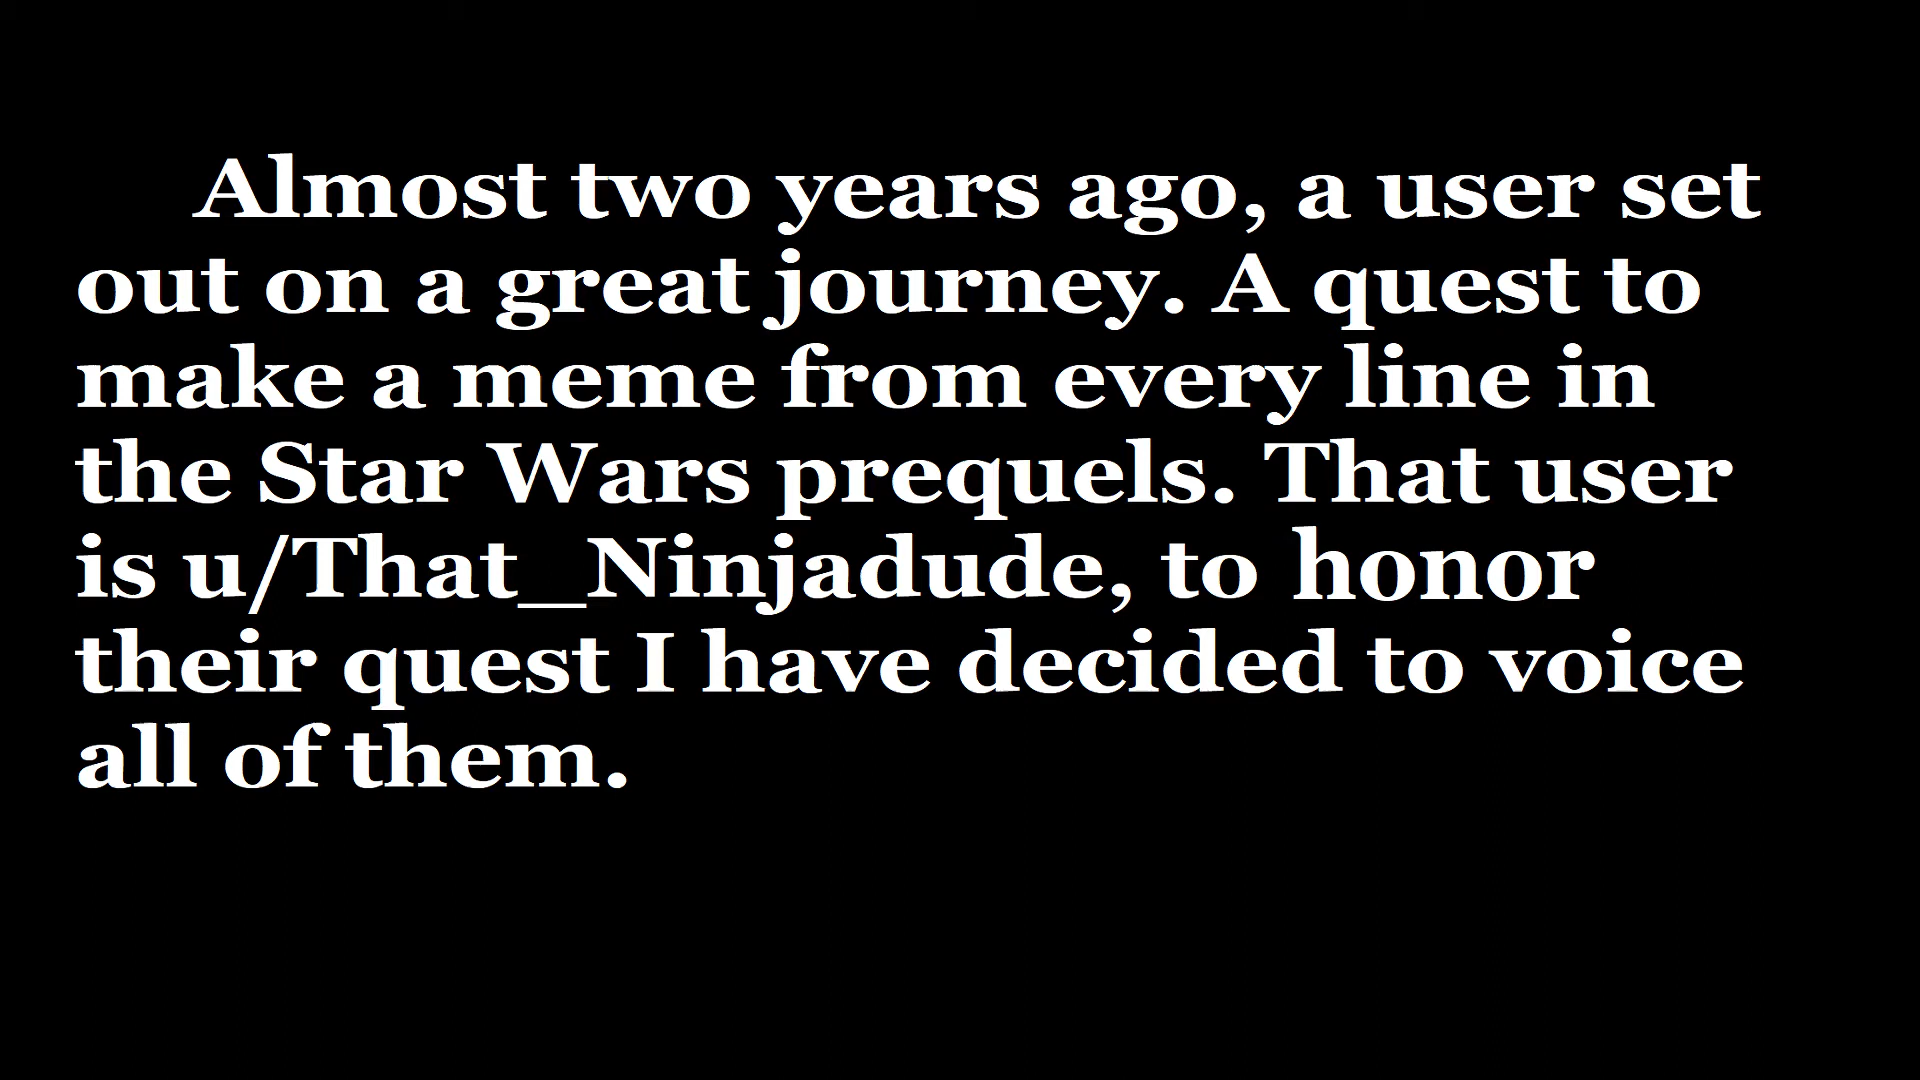 Almost two years ago, a user set
out on a great journey. A quest to
make a meme from every line in
the Star Wars prequels. That user
is u/That_Ninjadude, to honor
their quest I have decided to voice
all of them.